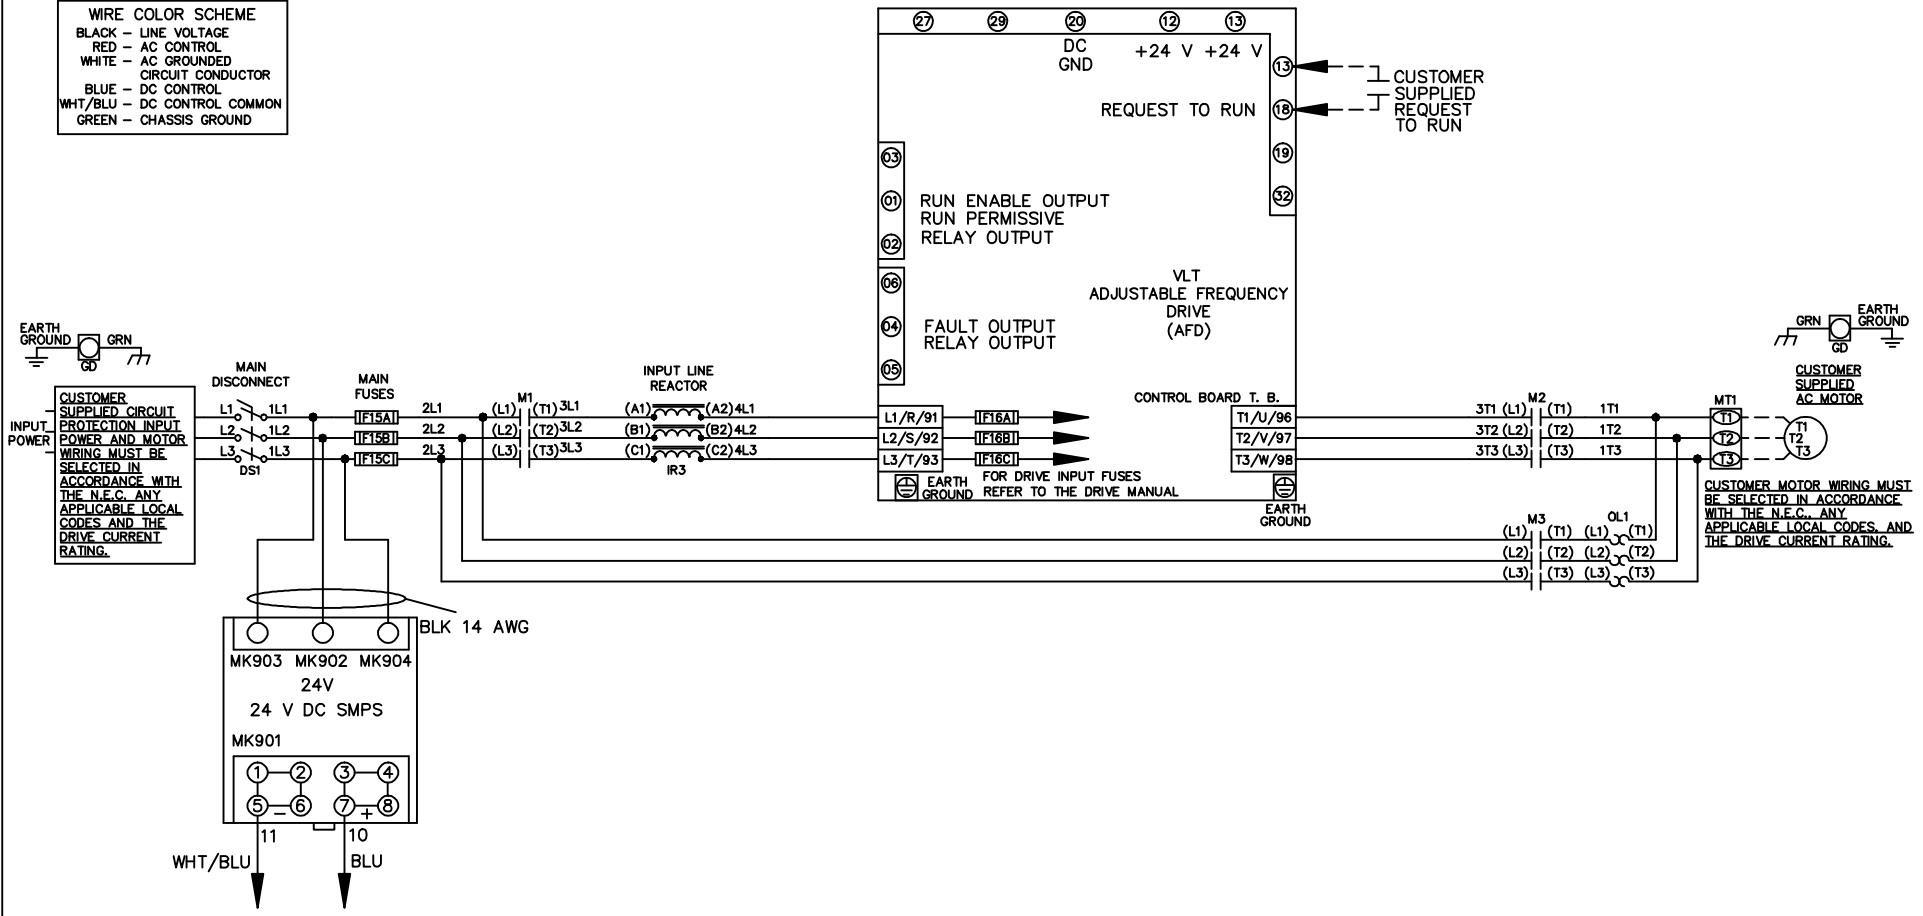 WIRE COLOR SCHEME
BLACK – LINE VOLTAGE
RED – AC CONTROL
WHITE – AC GROUNDED
CIRCUIT CONDUCTOR
BLUE – DC CONTROL
WHT/BLU – DC CONTROL COMMON
GREEN – CHASSIS GROUND
27 29 20 12 13
DC
GND
+24 V +24 V
13
REQUEST TO RUN 18
19
32
CUSTOMER
SUPPLIED
REQUEST
TO RUN
03
01
02
RUN ENABLE OUTPUT
RUN PERMISSIVE
RELAY OUTPUT
06
04
05
FAULT OUTPUT
RELAY OUTPUT
VLT
ADJUSTABLE FREQUENCY
DRIVE
(AFD)
EARTH
GROUND
GRN
GD
INPUT
POWER
CUSTOMER
SUPPLIED CIRCUIT
PROTECTION INPUT
POWER AND MOTOR
WIRING MUST BE
SELECTED IN
ACCORDANCE WITH
THE N.E.C. ANY
APPLICABLE LOCAL
CODES AND THE
DRIVE CURRENT
RATING.
MAIN
DISCONNECT
L1 1L1
L2 1L2
L3 1L3
DS1
MAIN
FUSES
F15A
F15B
F15C
2L1
2L2
2L3
M1
(L1) (T1) 3L1
(L2) (T2) 3L2
(L3) (T3) 3L3
INPUT LINE
REACTOR
(A1) (A2) 4L1
(B1) (B2) 4L2
(C1) (C2) 4L3
IR3
L1/R/91 F16A
L2/S/92 F16B
L3/T/93 F16C
EARTH
GROUND
FOR DRIVE INPUT FUSES
REFER TO THE DRIVE MANUAL
CONTROL BOARD T. B.
T1/U/96
T2/V/97
T3/W/98
EARTH
GROUND
M2
3T1 (L1) (T1) 1T1
3T2 (L2) (T2) 1T2
3T3 (L3) (T3) 1T3
M3 OL1
(L1) (T1) (L1) (T1)
(L2) (T2) (L2) (T2)
(L3) (T3) (L3) (T3)
MT1
T1
T2
T3
T1
T2
T3
GRN
GD
EARTH
GROUND
CUSTOMER
SUPPLIED
AC MOTOR
CUSTOMER MOTOR WIRING MUST
BE SELECTED IN ACCORDANCE
WITH THE N.E.C., ANY
APPLICABLE LOCAL CODES, AND
THE DRIVE CURRENT RATING.
BLK 14 AWG
MK903 MK902 MK904
24V
24 V DC SMPS
MK901
1 2 3 4
5 – 6 7 + 8
11 10
WHT/BLU BLU